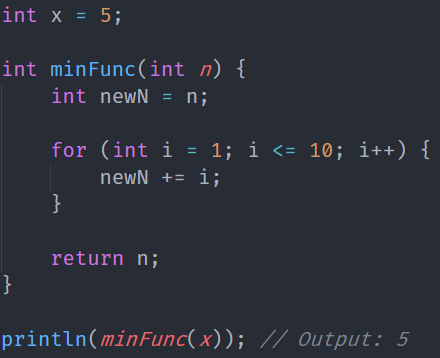 int x = 5;
int minFunc(int n) {
    int newN = n;
    for (int i = 1; i <= 10; i++) {
        newN += i;
    }
    return n;
}
println(minFunc(x)); // Output: 5